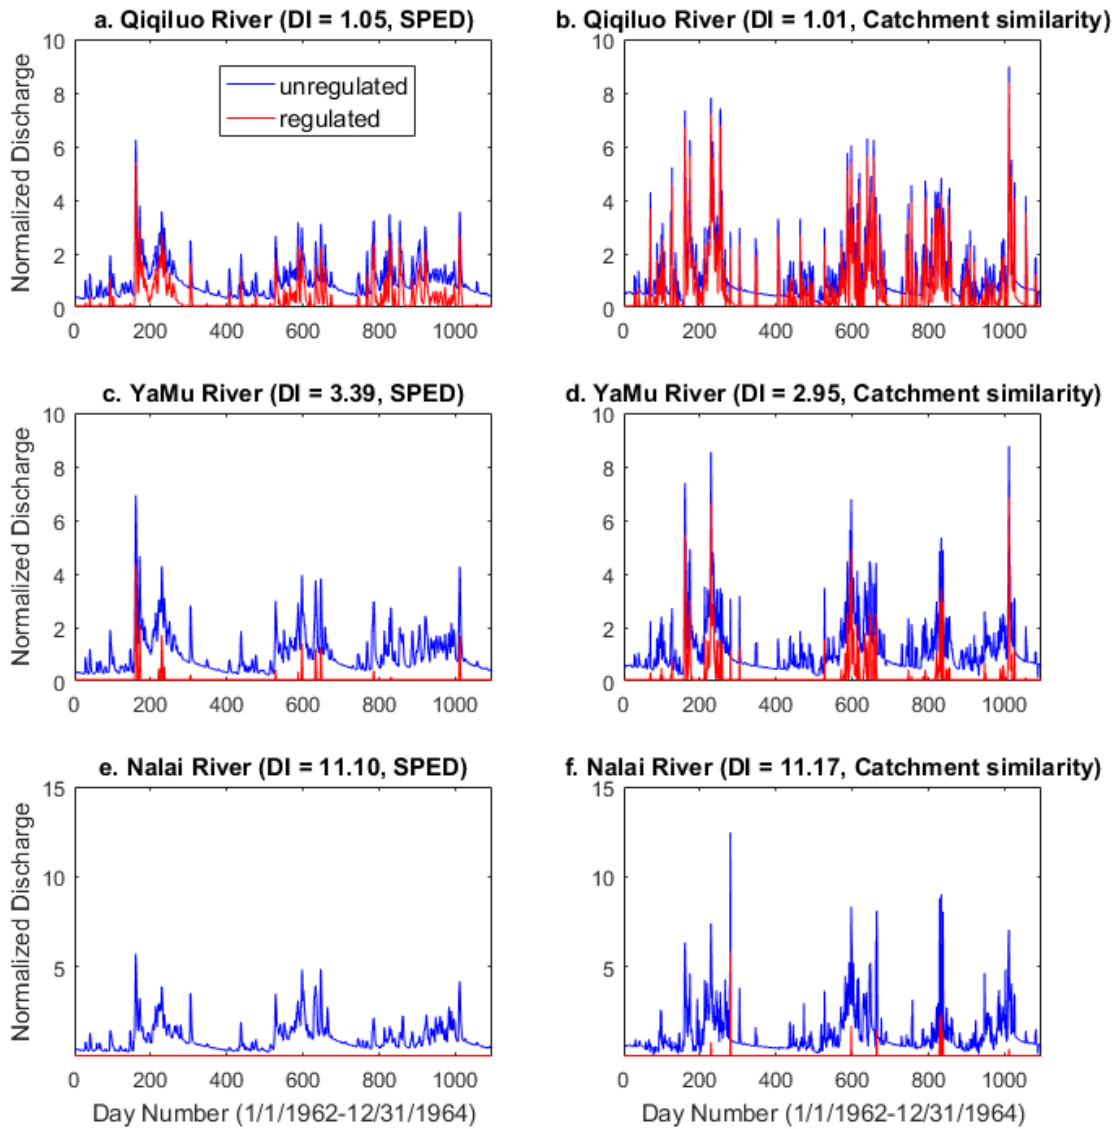 a. Qiqiluo River (DI = 1.05, SPED)
b. Qiqiluo River (DI = 1.01, Catchment similarity)
Normalized Discharge
10
8
6
4
2
0
unregulated
regulated
0 200 400 600 800 1000
10
8
6
4
2
0
0 200 400 600 800 1000
c. YaMu River (DI = 3.39, SPED)
d. YaMu River (DI = 2.95, Catchment similarity)
Normalized Discharge
10
8
6
4
2
0
0 200 400 600 800 1000
10
8
6
4
2
0
0 200 400 600 800 1000
e. Nalai River (DI = 11.10, SPED)
f. Nalai River (DI = 11.17, Catchment similarity)
Normalized Discharge
15
10
5
0 200 400 600 800 1000
Day Number (1/1/1962-12/31/1964)
15
10
5
0 200 400 600 800 1000
Day Number (1/1/1962-12/31/1964)